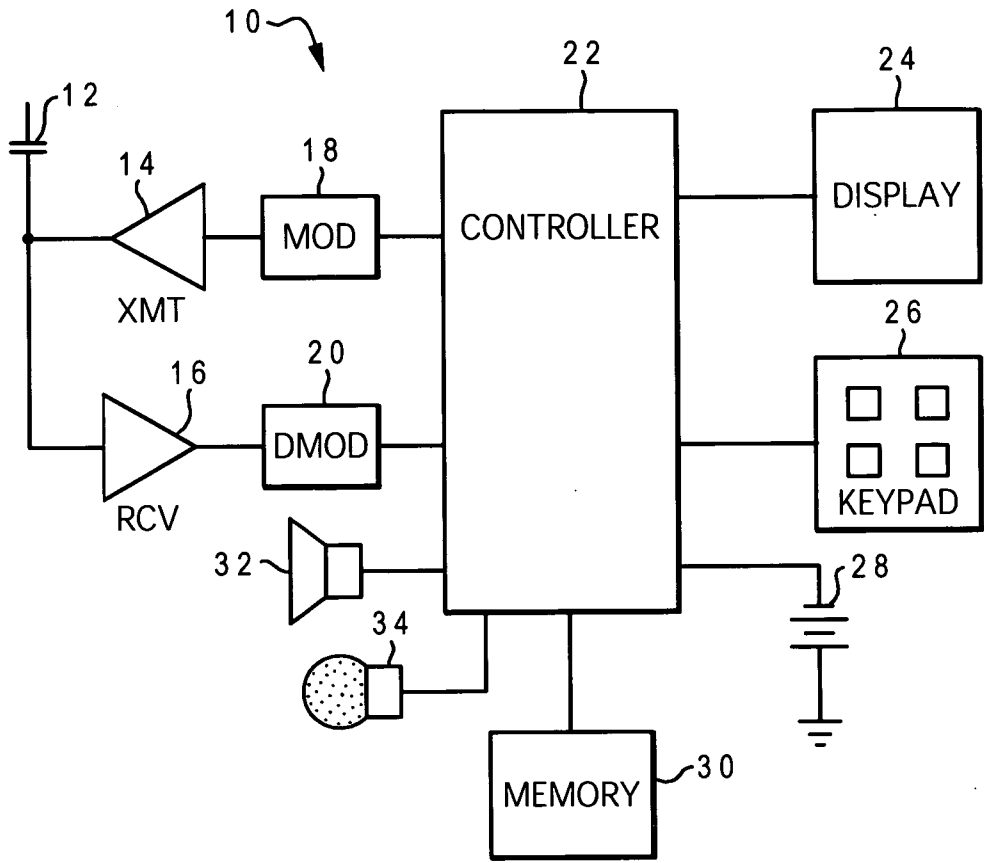 10
22
24
12
14
18
MOD
CONTROLLER
DISPLAY
XMT
26
16
20
DMOD
RCV
KEYPAD
32
28
34
MEMORY
30